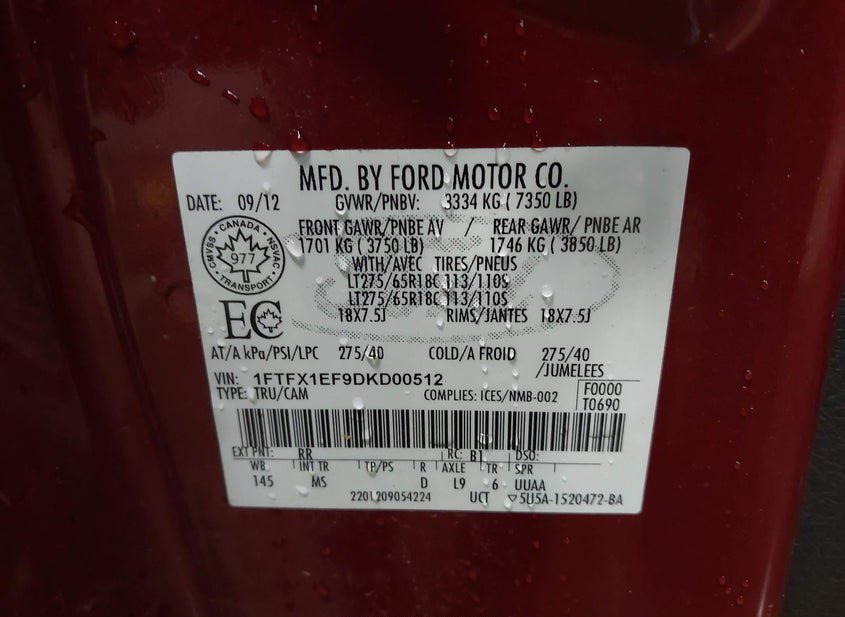 MFD. BY FORD MOTOR CO.
DATE: 09/12 GVWR/PNBV: 3334 KG ( 7350 LB)
FRONT GAWR/PNBE AV / REAR GAWR/ PNBE AR
1701 KG ( 3750 LB) 1746 KG ( 3850 LB)
WITH/AVEC TIRES/PNEUS
LT275/65R18C 113/110S
LT275/65R18C 113/110S
18X7.5J RIMS/JANTES 18X7.5J
CMVSS • CANADA • NSVAC
977
• TRANSPORT •
EC
AT/A kPa/PSI/LPC 275/40 COLD/A FROID 275/40
/JUMELEES
VIN: 1FTFX1EF9DKD00512
TYPE: TRU/CAM COMPLIES: ICES/NMB-002
F0000
T0690
EXT PNT: RR RC: B1 DSO:
WB INT TR TP/PS R AXLE TR SPR
145 MS D L9 6 UUAA
2201209054224 UCT ▽5U5A-1520472-BA